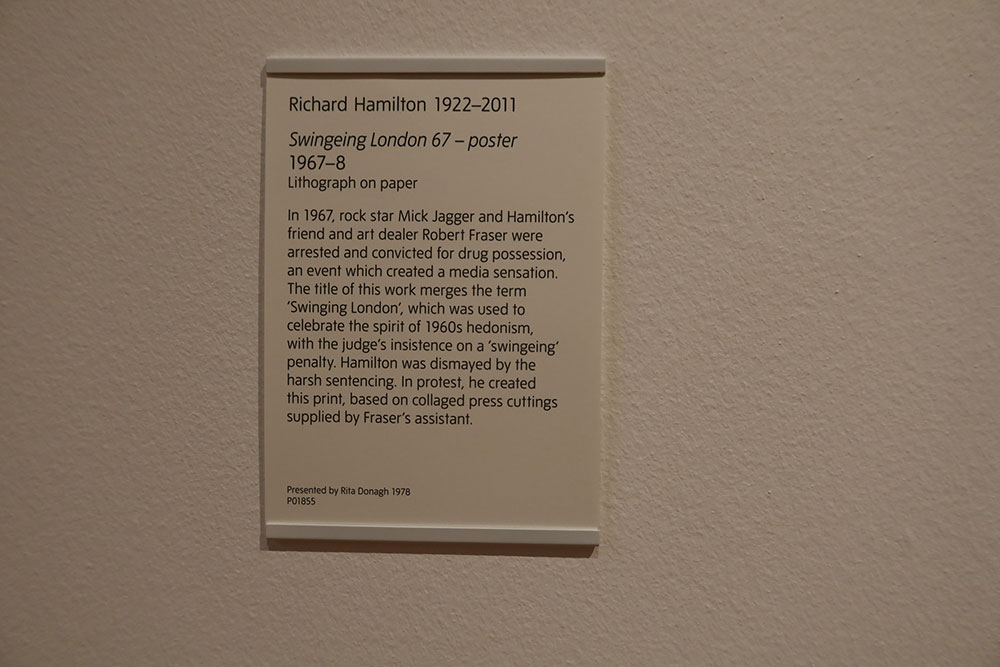 Richard Hamilton 1922–2011
Swingeing London 67 – poster
1967–8
Lithograph on paper
In 1967, rock star Mick Jagger and Hamilton’s
friend and art dealer Robert Fraser were
arrested and convicted for drug possession,
an event which created a media sensation.
The title of this work merges the term
‘Swinging London’, which was used to
celebrate the spirit of 1960s hedonism,
with the judge’s insistence on a ‘swingeing’
penalty. Hamilton was dismayed by the
harsh sentencing. In protest, he created
this print, based on collaged press cuttings
supplied by Fraser’s assistant.
Presented by Rita Donagh 1978
P01855